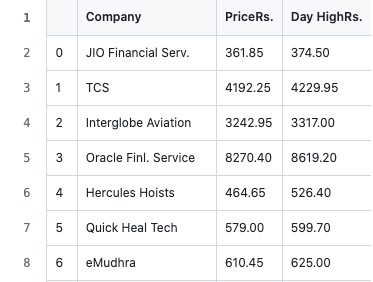 1 Company PriceRs. Day HighRs.
2 0 JIO Financial Serv. 361.85 374.50
3 1 TCS 4192.25 4229.95
4 2 Interglobe Aviation 3242.95 3317.00
5 3 Oracle Finl. Service 8270.40 8619.20
6 4 Hercules Hoists 464.65 526.40
7 5 Quick Heal Tech 579.00 599.70
8 6 eMudhra 610.45 625.00